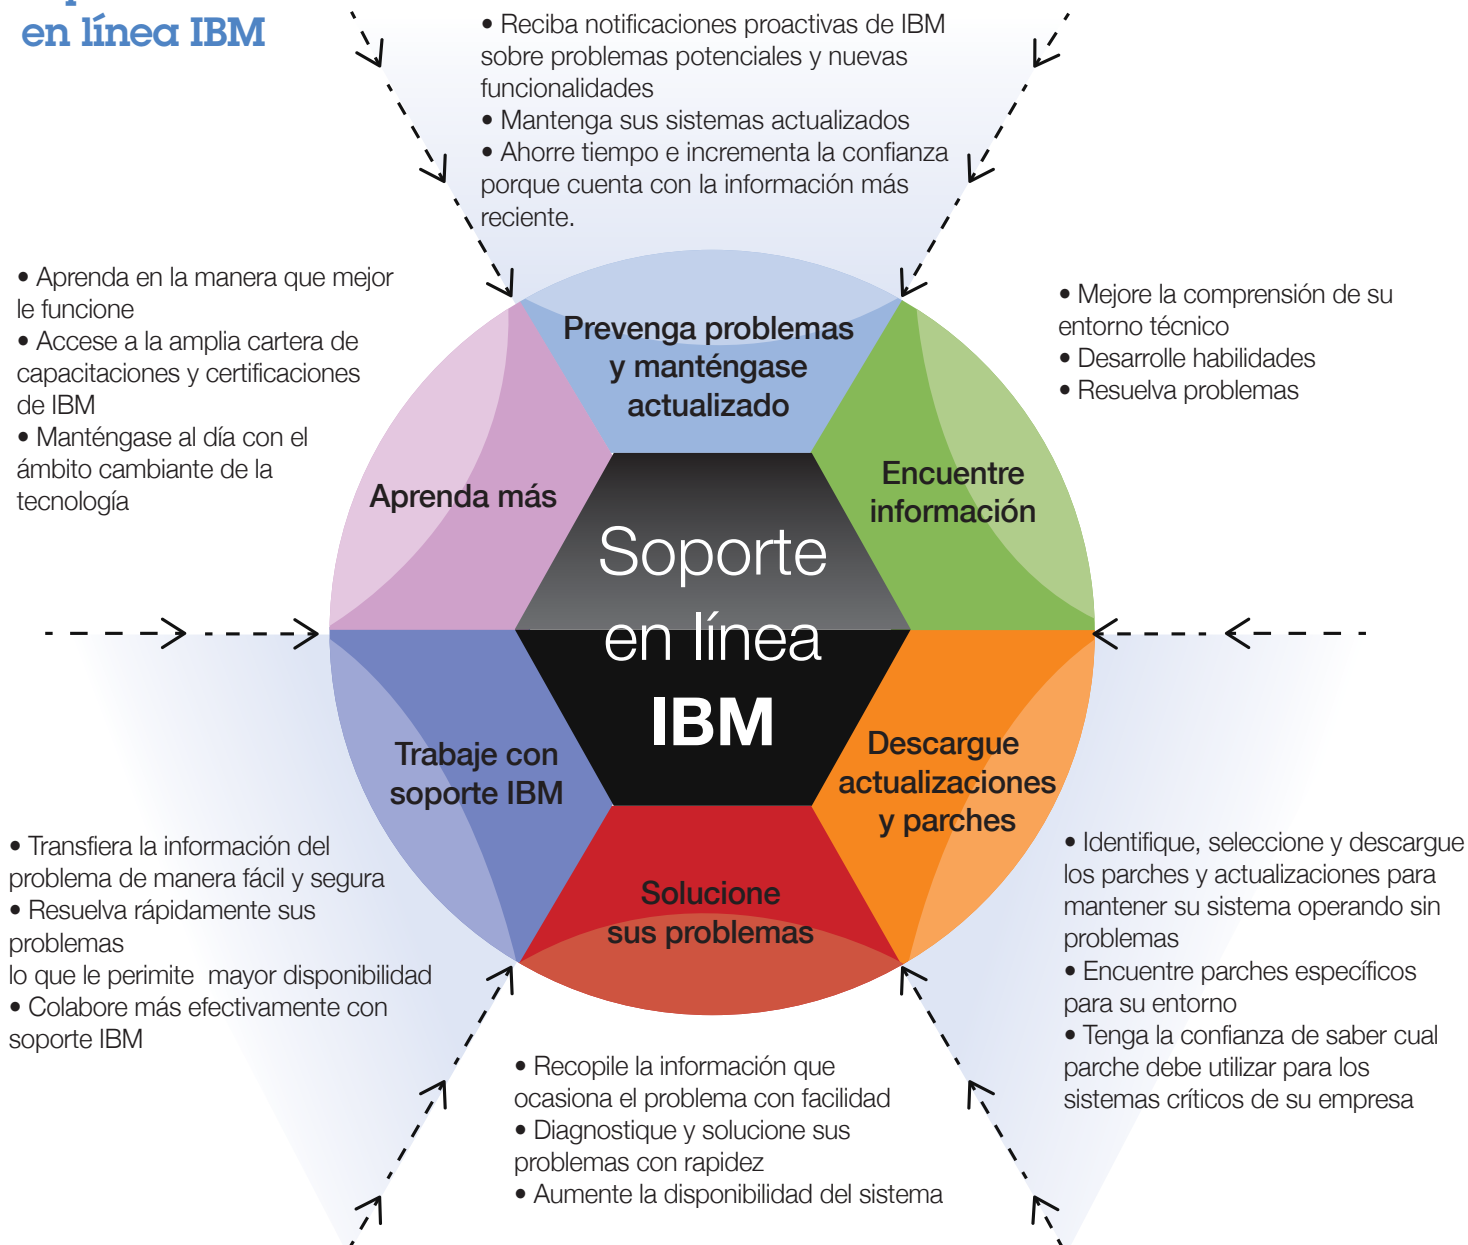 en línea IBM
• Reciba notificaciones proactivas de IBM
sobre problemas potenciales y nuevas
funcionalidades
• Mantenga sus sistemas actualizados
• Ahorre tiempo e incrementa la confianza
porque cuenta con la información más
reciente.
• Aprenda en la manera que mejor
le funcione
• Accese a la amplia cartera de
capacitaciones y certificaciones
de IBM
• Manténgase al día con el
ámbito cambiante de la
tecnología
• Mejore la comprensión de su
entorno técnico
• Desarrolle habilidades
• Resuelva problemas
Prevenga problemas
y manténgase
actualizado
Aprenda más
Encuentre
información
Soporte
en línea
IBM
Trabaje con
soporte IBM
Descargue
actualizaciones
y parches
Solucione
sus problemas
• Transfiera la información del
problema de manera fácil y segura
• Resuelva rápidamente sus
problemas
lo que le perimite  mayor disponibilidad
• Colabore más efectivamente con
soporte IBM
• Identifique, seleccione y descargue
los parches y actualizaciones para
mantener su sistema operando sin
problemas
• Encuentre parches específicos
para su entorno
• Tenga la confianza de saber cual
parche debe utilizar para los
sistemas críticos de su empresa
• Recopile la información que
ocasiona el problema con facilidad
• Diagnostique y solucione sus
problemas con rapidez
• Aumente la disponibilidad del sistema